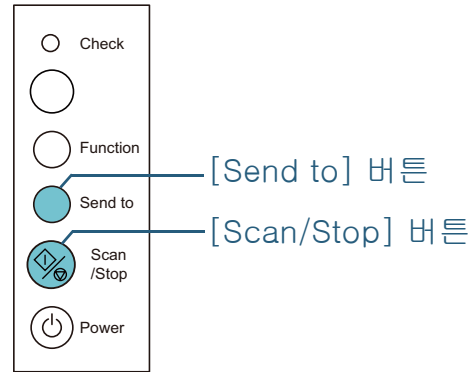 Check
Function
[Send to] 버튼
Send to
[Scan/Stop] 버튼
Scan
/Stop
Power